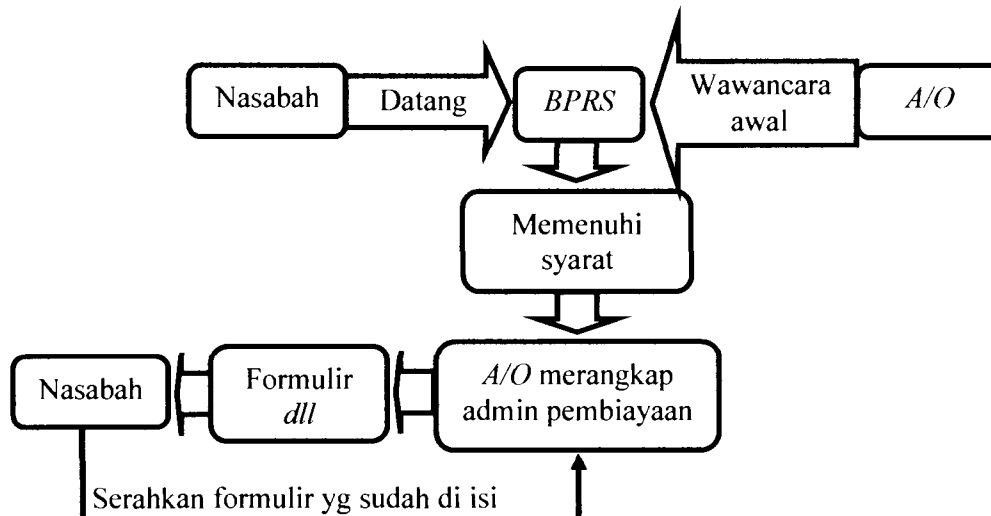 Nasabah
Datang
BPRS
Wawancara
awal
A/O
Memenuhi
syarat
Nasabah
Formulir
dll
A/O merangkap
admin pembiayaan
Serahkan formulir yg sudah di isi